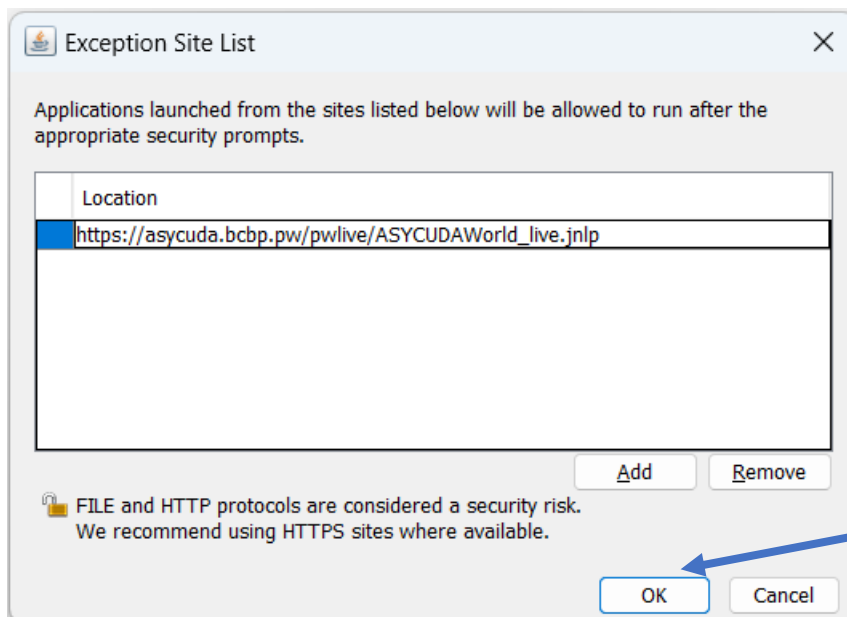 Exception Site List
Applications launched from the sites listed below will be allowed to run after the
appropriate security prompts.
Location
https://asycuda.bcbp.pw/pwlive/ASYCUDAWorld_live.jnlp
Add
Remove
FILE and HTTP protocols are considered a security risk.
We recommend using HTTPS sites where available.
OK
Cancel